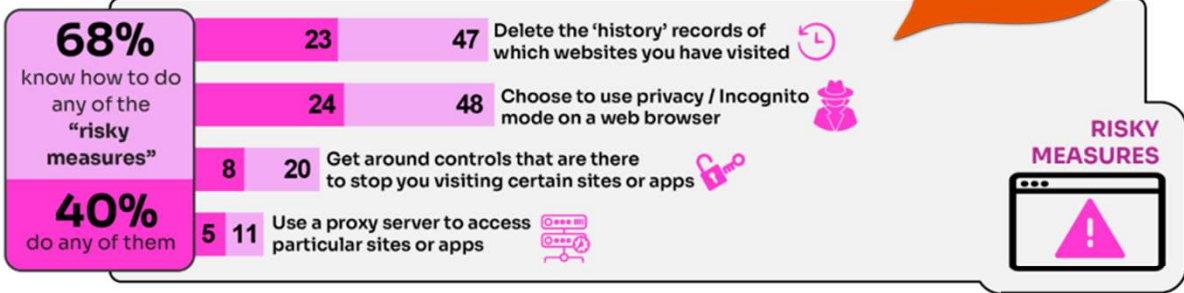 68%
know how to do
any of the
“risky
measures”
40%
do any of them
23 47 Delete the ‘history’ records of
which websites you have visited
24 48 Choose to use privacy / Incognito
mode on a web browser
8 20 Get around controls that are there
to stop you visiting certain sites or apps
5 11 Use a proxy server to access
particular sites or apps
RISKY
MEASURES